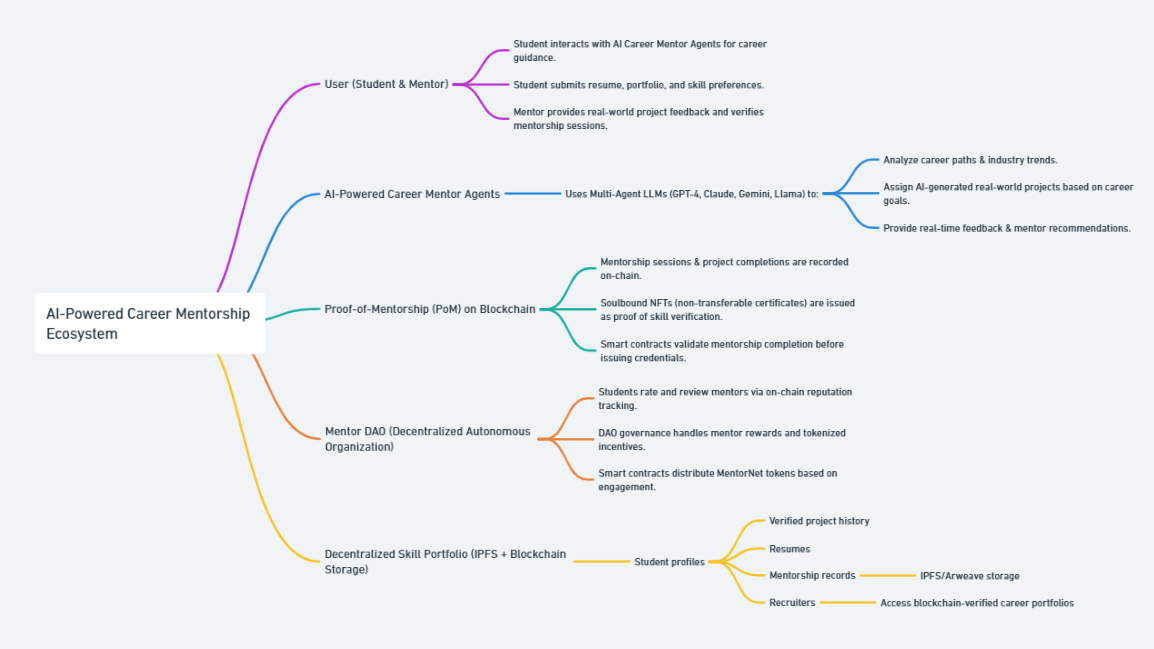 AI-Powered Career Mentorship
Ecosystem
User (Student & Mentor)
Student interacts with AI Career Mentor Agents for career
guidance.
Student submits resume, portfolio, and skill preferences.
Mentor provides real-world project feedback and verifies
mentorship sessions.
AI-Powered Career Mentor Agents
Uses Multi-Agent LLMs (GPT-4, Claude, Gemini, Llama) to:
Analyze career paths & industry trends.
Assign AI-generated real-world projects based on career
goals.
Provide real-time feedback & mentor recommendations.
Proof-of-Mentorship (PoM) on Blockchain
Mentorship sessions & project completions are recorded
on-chain.
Soulbound NFTs (non-transferable certificates) are issued
as proof of skill verification.
Smart contracts validate mentorship completion before
issuing credentials.
Mentor DAO (Decentralized Autonomous
Organization)
Students rate and review mentors via on-chain reputation
tracking.
DAO governance handles mentor rewards and tokenized
incentives.
Smart contracts distribute MentorNet tokens based on
engagement.
Decentralized Skill Portfolio (IPFS + Blockchain
Storage)
Student profiles
Verified project history
Resumes
Mentorship records
IPFS/Arweave storage
Recruiters
Access blockchain-verified career portfolios